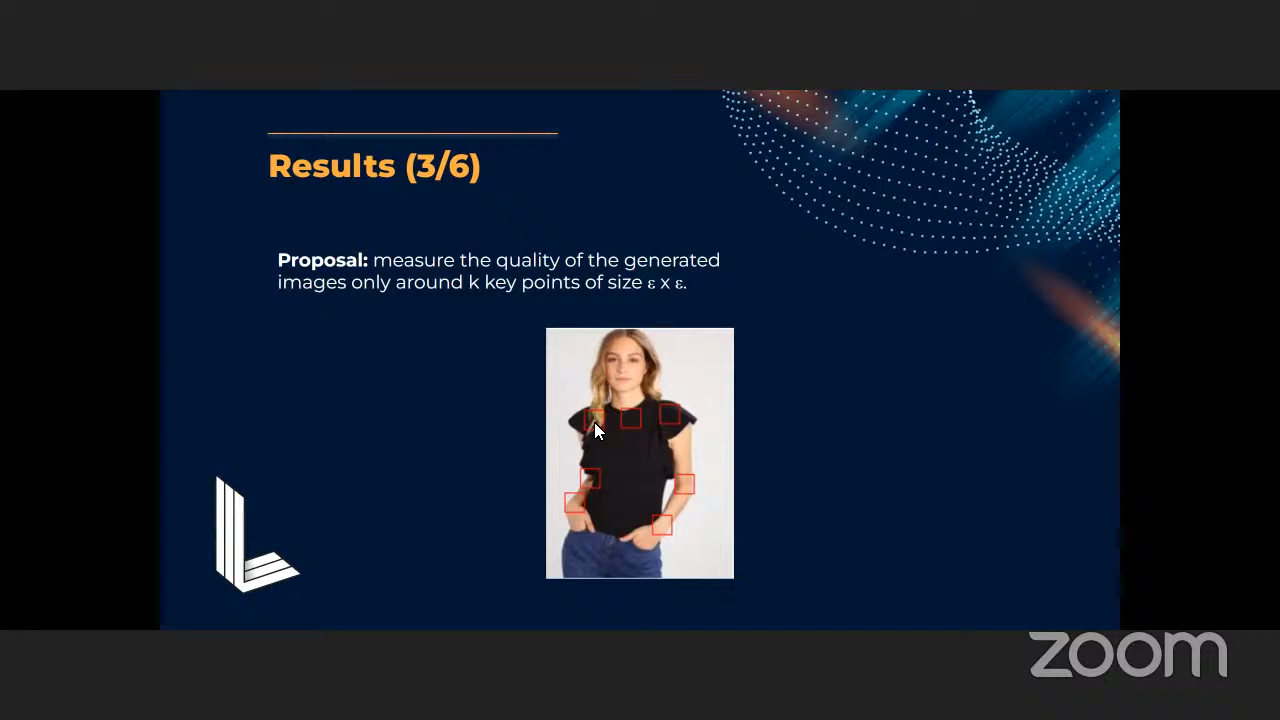 Results (3/6)
Proposal: measure the quality of the generated
images only around k key points of size ε x ε.
zoom